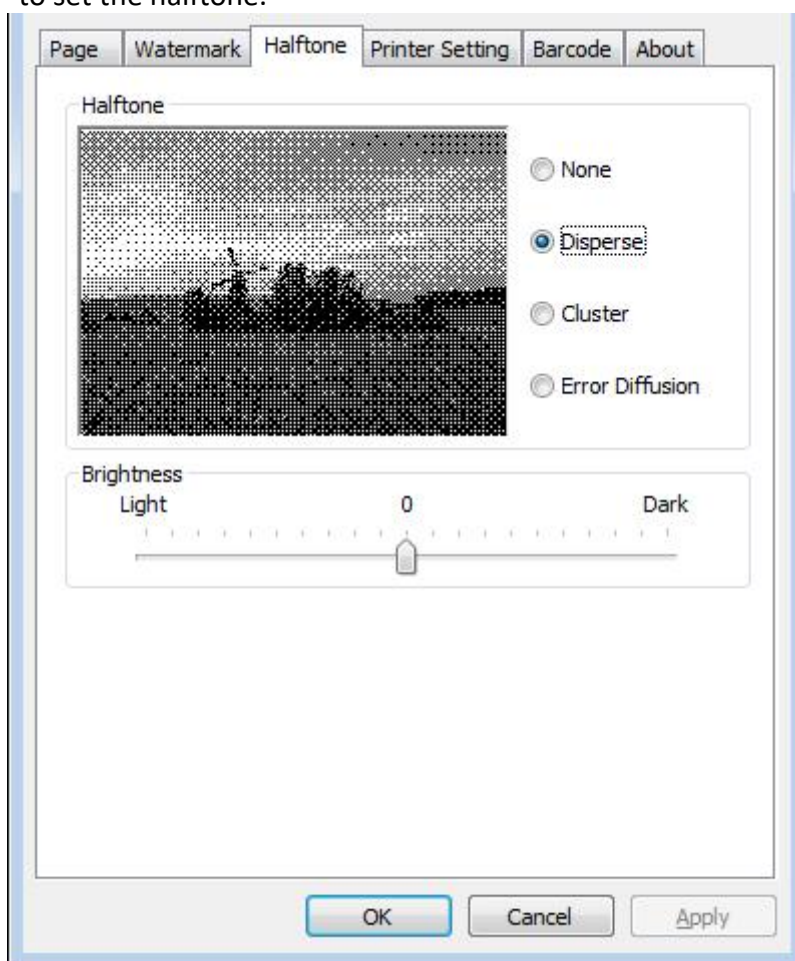 to set the halftone.
Page Watermark Halftone Printer Setting Barcode About
Halftone
None
Disperse
Cluster
Error Diffusion
Brightness
Light 0 Dark
OK Cancel Apply